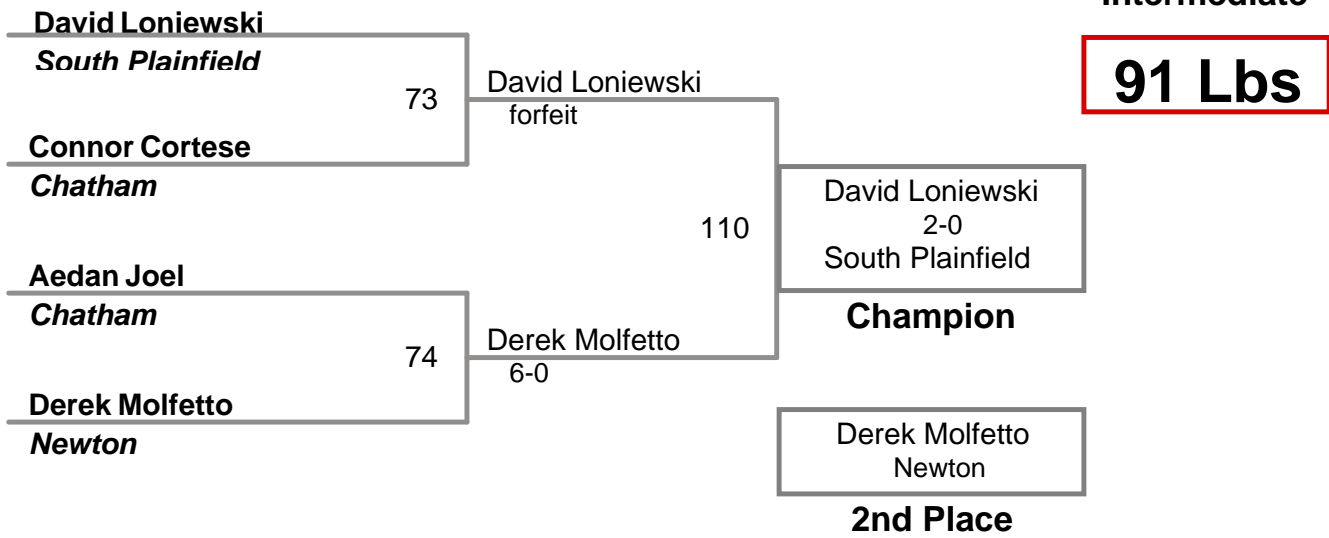 Intermediate
91 Lbs
David Loniewski
South Plainfield
73
David Loniewski
forfeit
Connor Cortese
Chatham
110
David Loniewski
2-0
South Plainfield
Champion
Aedan Joel
Chatham
74
Derek Molfetto
6-0
Derek Molfetto
Newton
Derek Molfetto
Newton
2nd Place